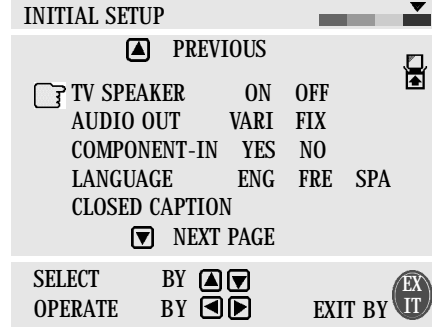 INITIAL SETUP
PREVIOUS
TV SPEAKER ON OFF
AUDIO OUT VARI FIX
COMPONENT-IN YES NO
LANGUAGE ENG FRE SPA
CLOSED CAPTION
NEXT PAGE
SELECT BY
OPERATE BY EXIT BY EXIT